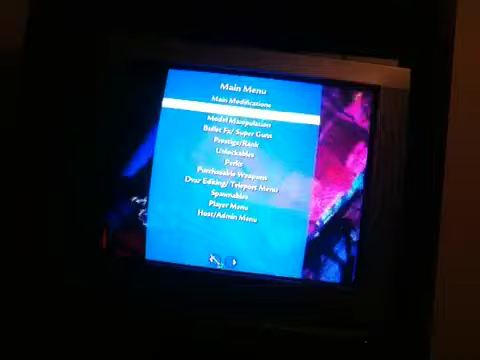 Main Menu
Main Modifications
Model Manipulation
Bullet Fx/ Super Guns
Prestige/Rank
Unlockables
Perks
Purchasable Weapons
Dvar Editing/ Teleport Menu
Spawnables
Player Menu
Host/Admin Menu